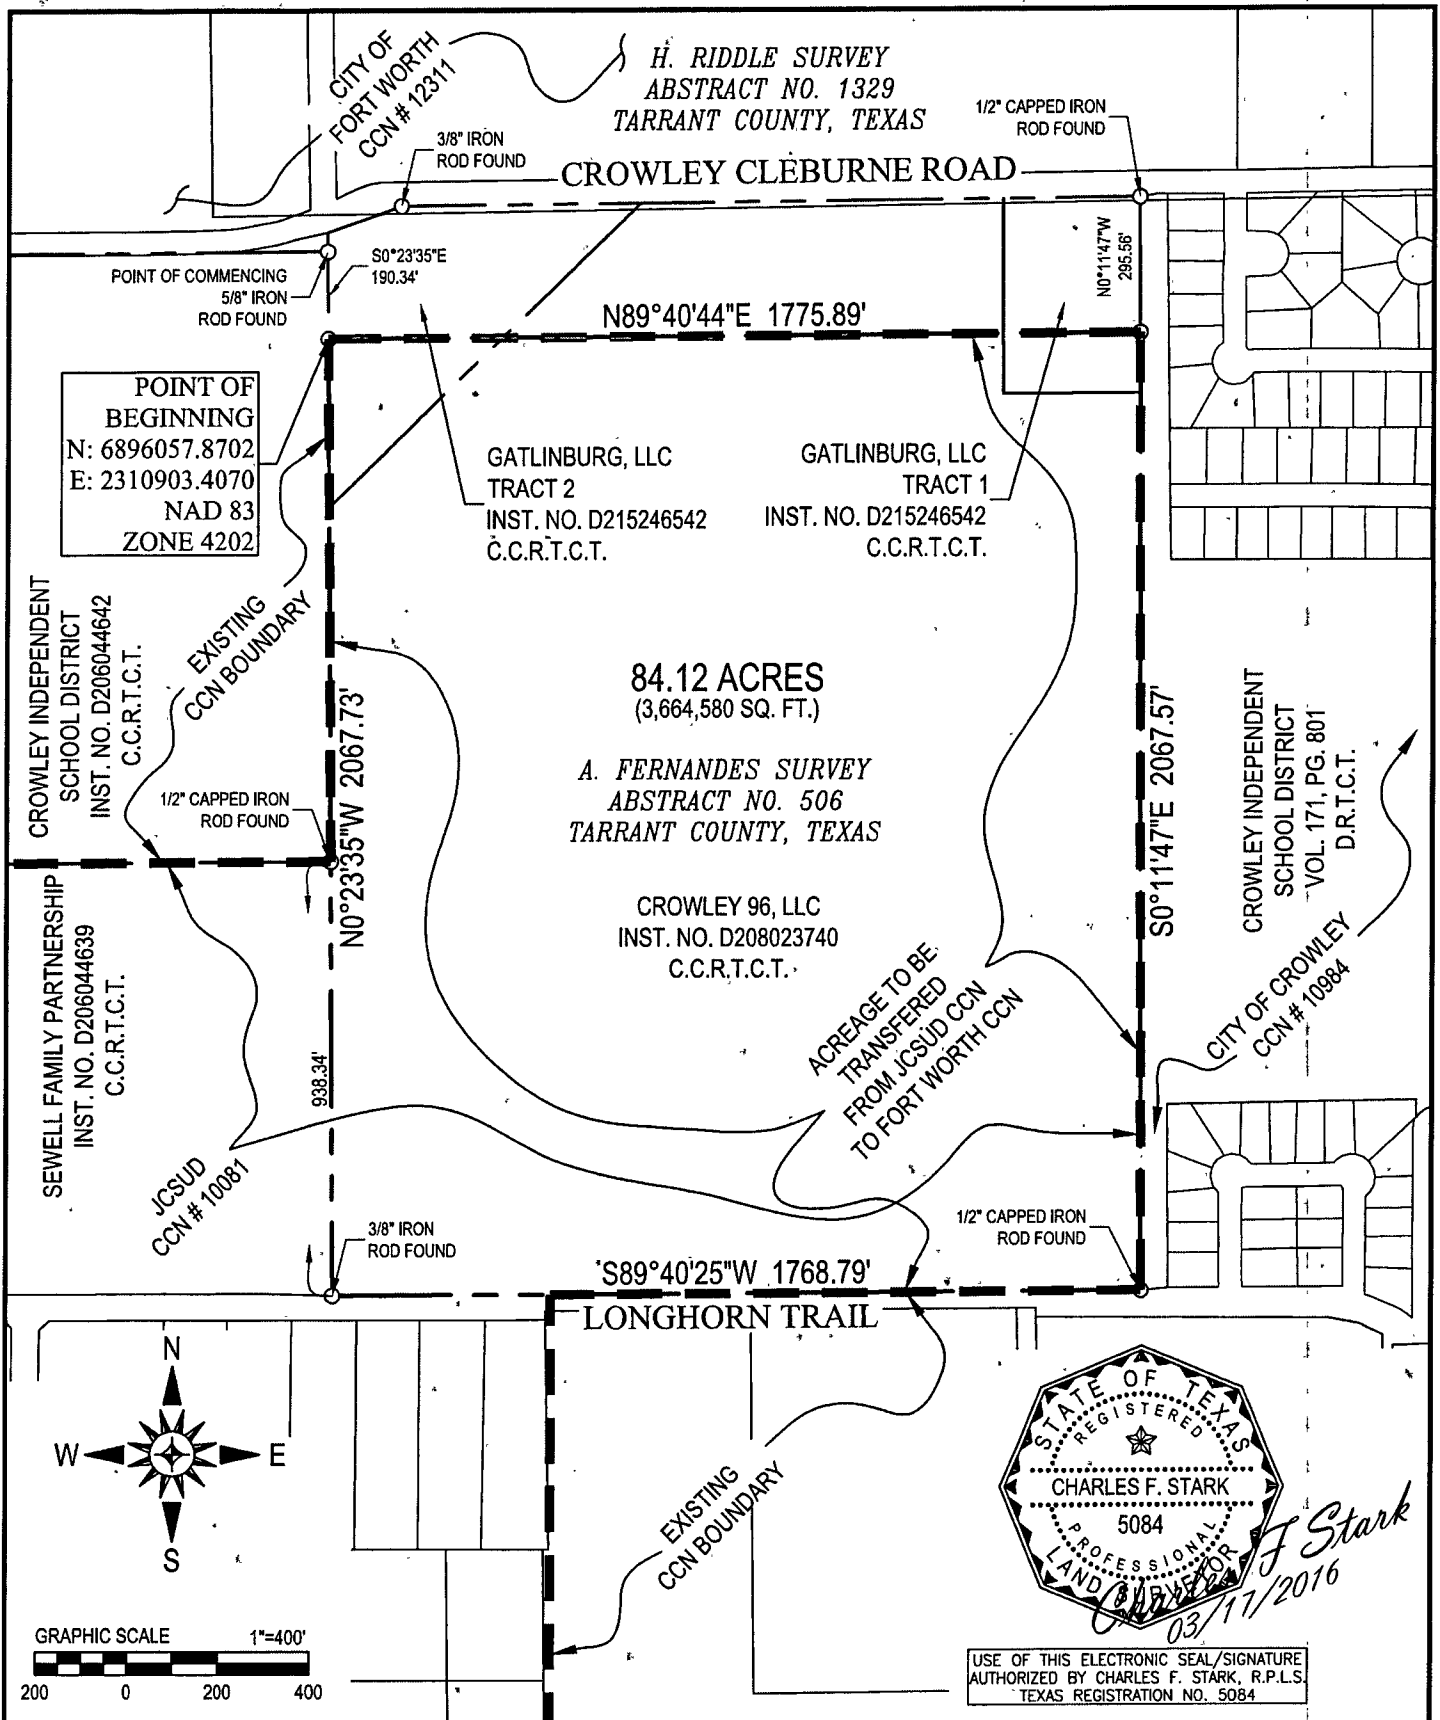 CITY OF
FORT WORTH
CCN # 12311
H. RIDDLE SURVEY
ABSTRACT NO. 1329
TARRANT COUNTY, TEXAS
1/2" CAPPED IRON
ROD FOUND
3/8" IRON
ROD FOUND
CROWLEY CLEBURNE ROAD
POINT OF COMMENCING
5/8" IRON
ROD FOUND
S0°23'35"E
190.34'
N0°11'47"W
295.56'
N89°40'44"E 1775.89'
POINT OF
BEGINNING
N: 6896057.8702
E: 2310903.4070
NAD 83
ZONE 4202
GATLINBURG, LLC
TRACT 2
INST. NO. D215246542
C.C.R.T.C.T.
GATLINBURG, LLC
TRACT 1
INST. NO. D215246542
C.C.R.T.C.T.
CROWLEY INDEPENDENT
SCHOOL DISTRICT
INST. NO. D206044642
C.C.R.T.C.T.
EXISTING
CCN BOUNDARY
84.12 ACRES
(3,664,580 SQ. FT.)
A. FERNANDES SURVEY
ABSTRACT NO. 506
TARRANT COUNTY, TEXAS
N0°23'35"W 2067.73'
S0°11'47"E 2067.57'
CROWLEY INDEPENDENT
SCHOOL DISTRICT
VOL. 171, PG. 801
D.R.T.C.T.
1/2" CAPPED IRON
ROD FOUND
CROWLEY 96, LLC
INST. NO. D208023740
C.C.R.T.C.T.
SEWELL FAMILY PARTNERSHIP
INST. NO. D206044639
C.C.R.T.C.T.
ACREAGE TO BE
TRANSFERED
FROM JCSUD CCN
TO FORT WORTH CCN
CITY OF CROWLEY
CCN # 10984
938.34'
JCSUD
CCN # 10081
3/8" IRON
ROD FOUND
1/2" CAPPED IRON
ROD FOUND
S89°40'25"W 1768.79'
LONGHORN TRAIL
N
W
E
S
EXISTING
CCN BOUNDARY
STATE OF TEXAS
REGISTERED
CHARLES F. STARK
5084
PROFESSIONAL
LAND SURVEYOR
Charles F Stark
03/17/2016
GRAPHIC SCALE 1"=400'
200 0 200 400
USE OF THIS ELECTRONIC SEAL/SIGNATURE
AUTHORIZED BY CHARLES F. STARK, R.P.L.S.
TEXAS REGISTRATION NO. 5084